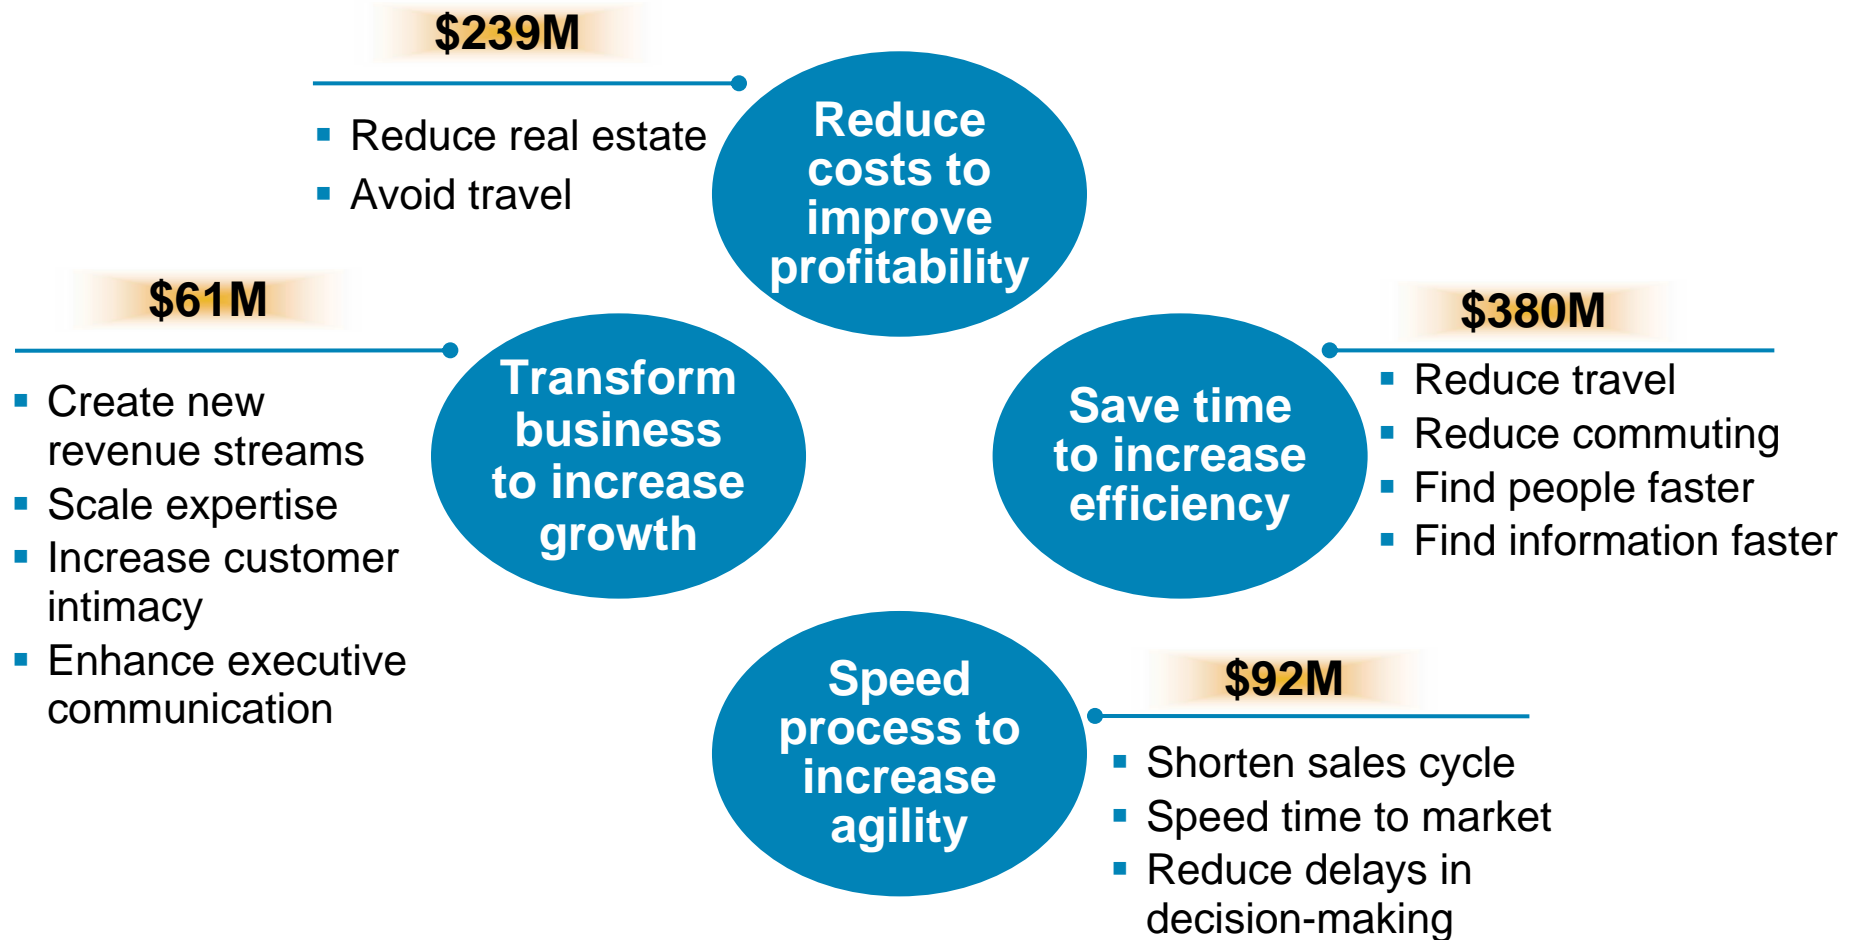 $239M
▪ Reduce real estate
▪ Avoid travel
Reduce
costs to
improve
profitability
$61M
▪ Create new
revenue streams
▪ Scale expertise
▪ Increase customer
intimacy
▪ Enhance executive
communication
Transform
business
to increase
growth
Save time
to increase
efficiency
$380M
▪ Reduce travel
▪ Reduce commuting
▪ Find people faster
▪ Find information faster
Speed
process to
increase
agility
$92M
▪ Shorten sales cycle
▪ Speed time to market
▪ Reduce delays in
decision-making